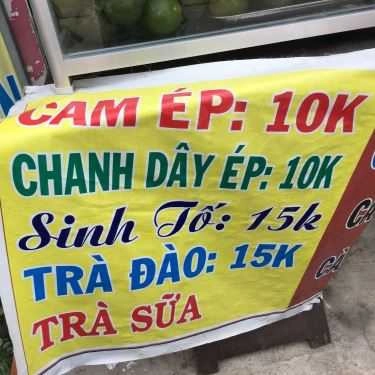 CAM ÉP: 10K
CHANH DÂY ÉP: 10K
Sinh Tố: 15k
TRÀ ĐÀO: 15K
TRÀ SỮA